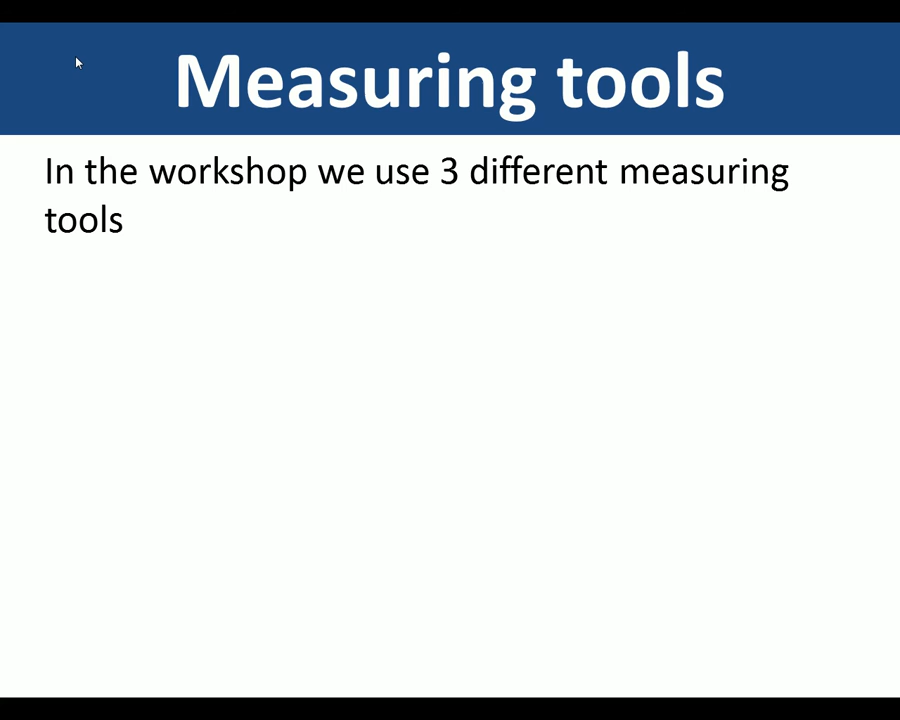 Measuring tools
In the workshop we use 3 different measuring
tools